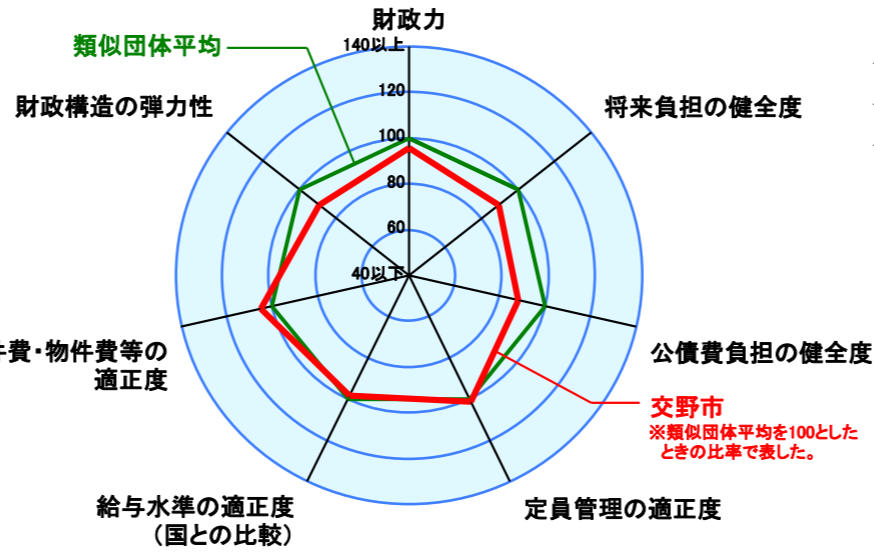 財政力
類似団体平均
140以上
財政構造の弾力性
120
将来負担の健全度
100
80
60
40以下
件費・物件費等の
適正度
公債費負担の健全度
交野市
※類似団体平均を100とした
ときの比率で表した。
給与水準の適正度
(国との比較)
定員管理の適正度